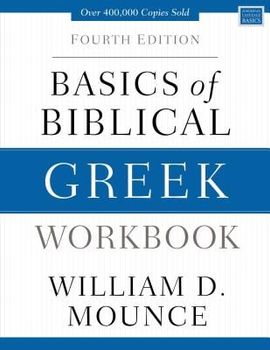 Over 400,000 Copies Sold
FOURTH EDITION
BASICS of
BIBLICAL
GREEK
WORKBOOK
WILLIAM D.
MOUNCE